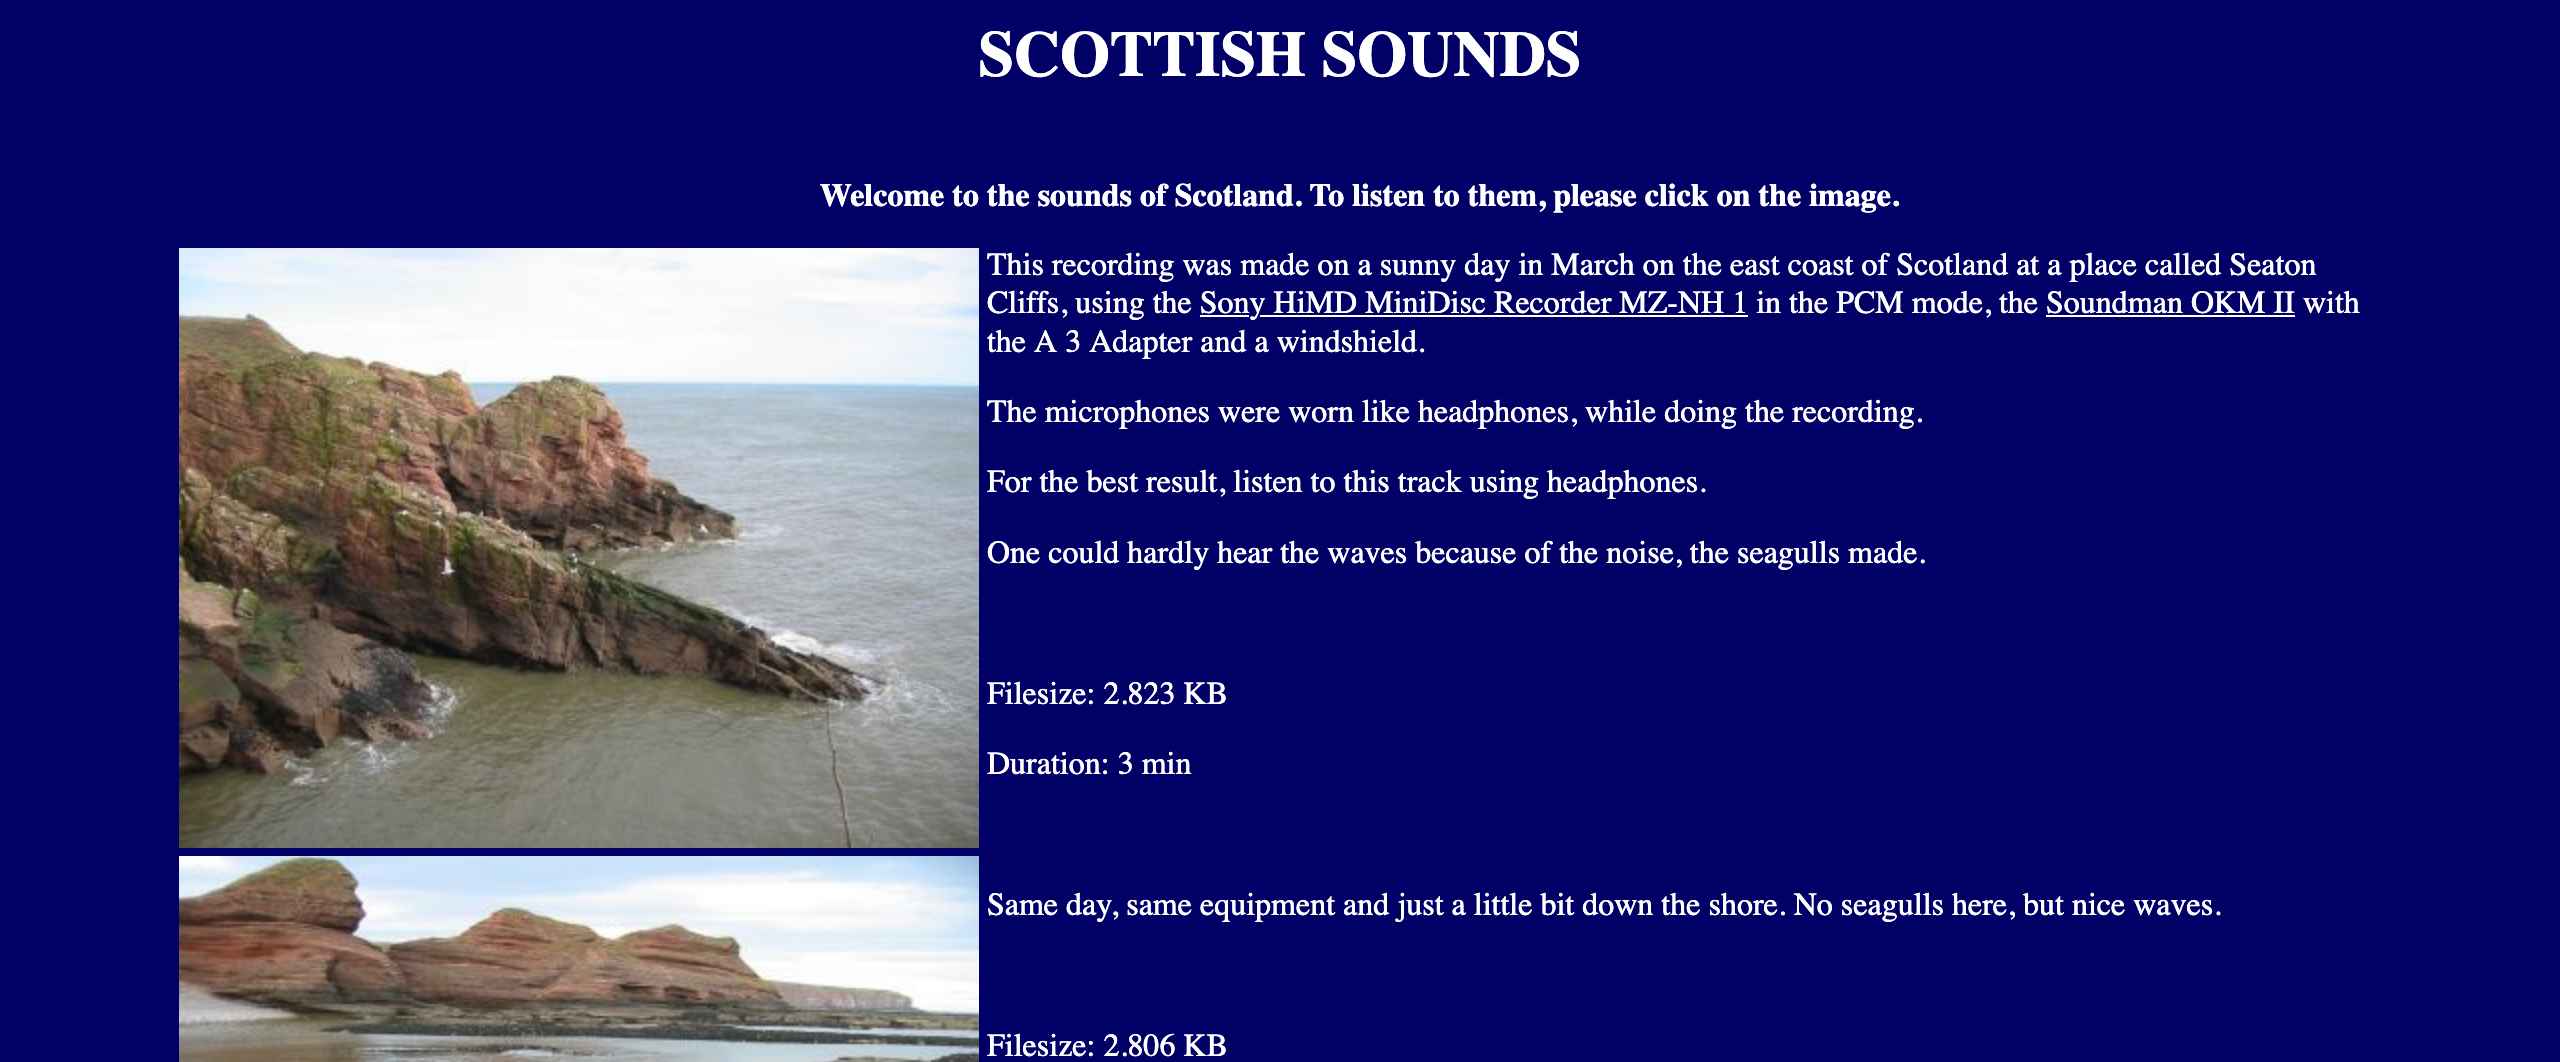 SCOTTISH SOUNDS
Welcome to the sounds of Scotland. To listen to them, please click on the image.
This recording was made on a sunny day in March on the east coast of Scotland at a place called Seaton
Cliffs, using the Sony HiMD MiniDisc Recorder MZ-NH 1 in the PCM mode, the Soundman OKM II with
the A 3 Adapter and a windshield.
The microphones were worn like headphones, while doing the recording.
For the best result, listen to this track using headphones.
One could hardly hear the waves because of the noise, the seagulls made.
Filesize: 2.823 KB
Duration: 3 min
Same day, same equipment and just a little bit down the shore. No seagulls here, but nice waves.
Filesize: 2.806 KB